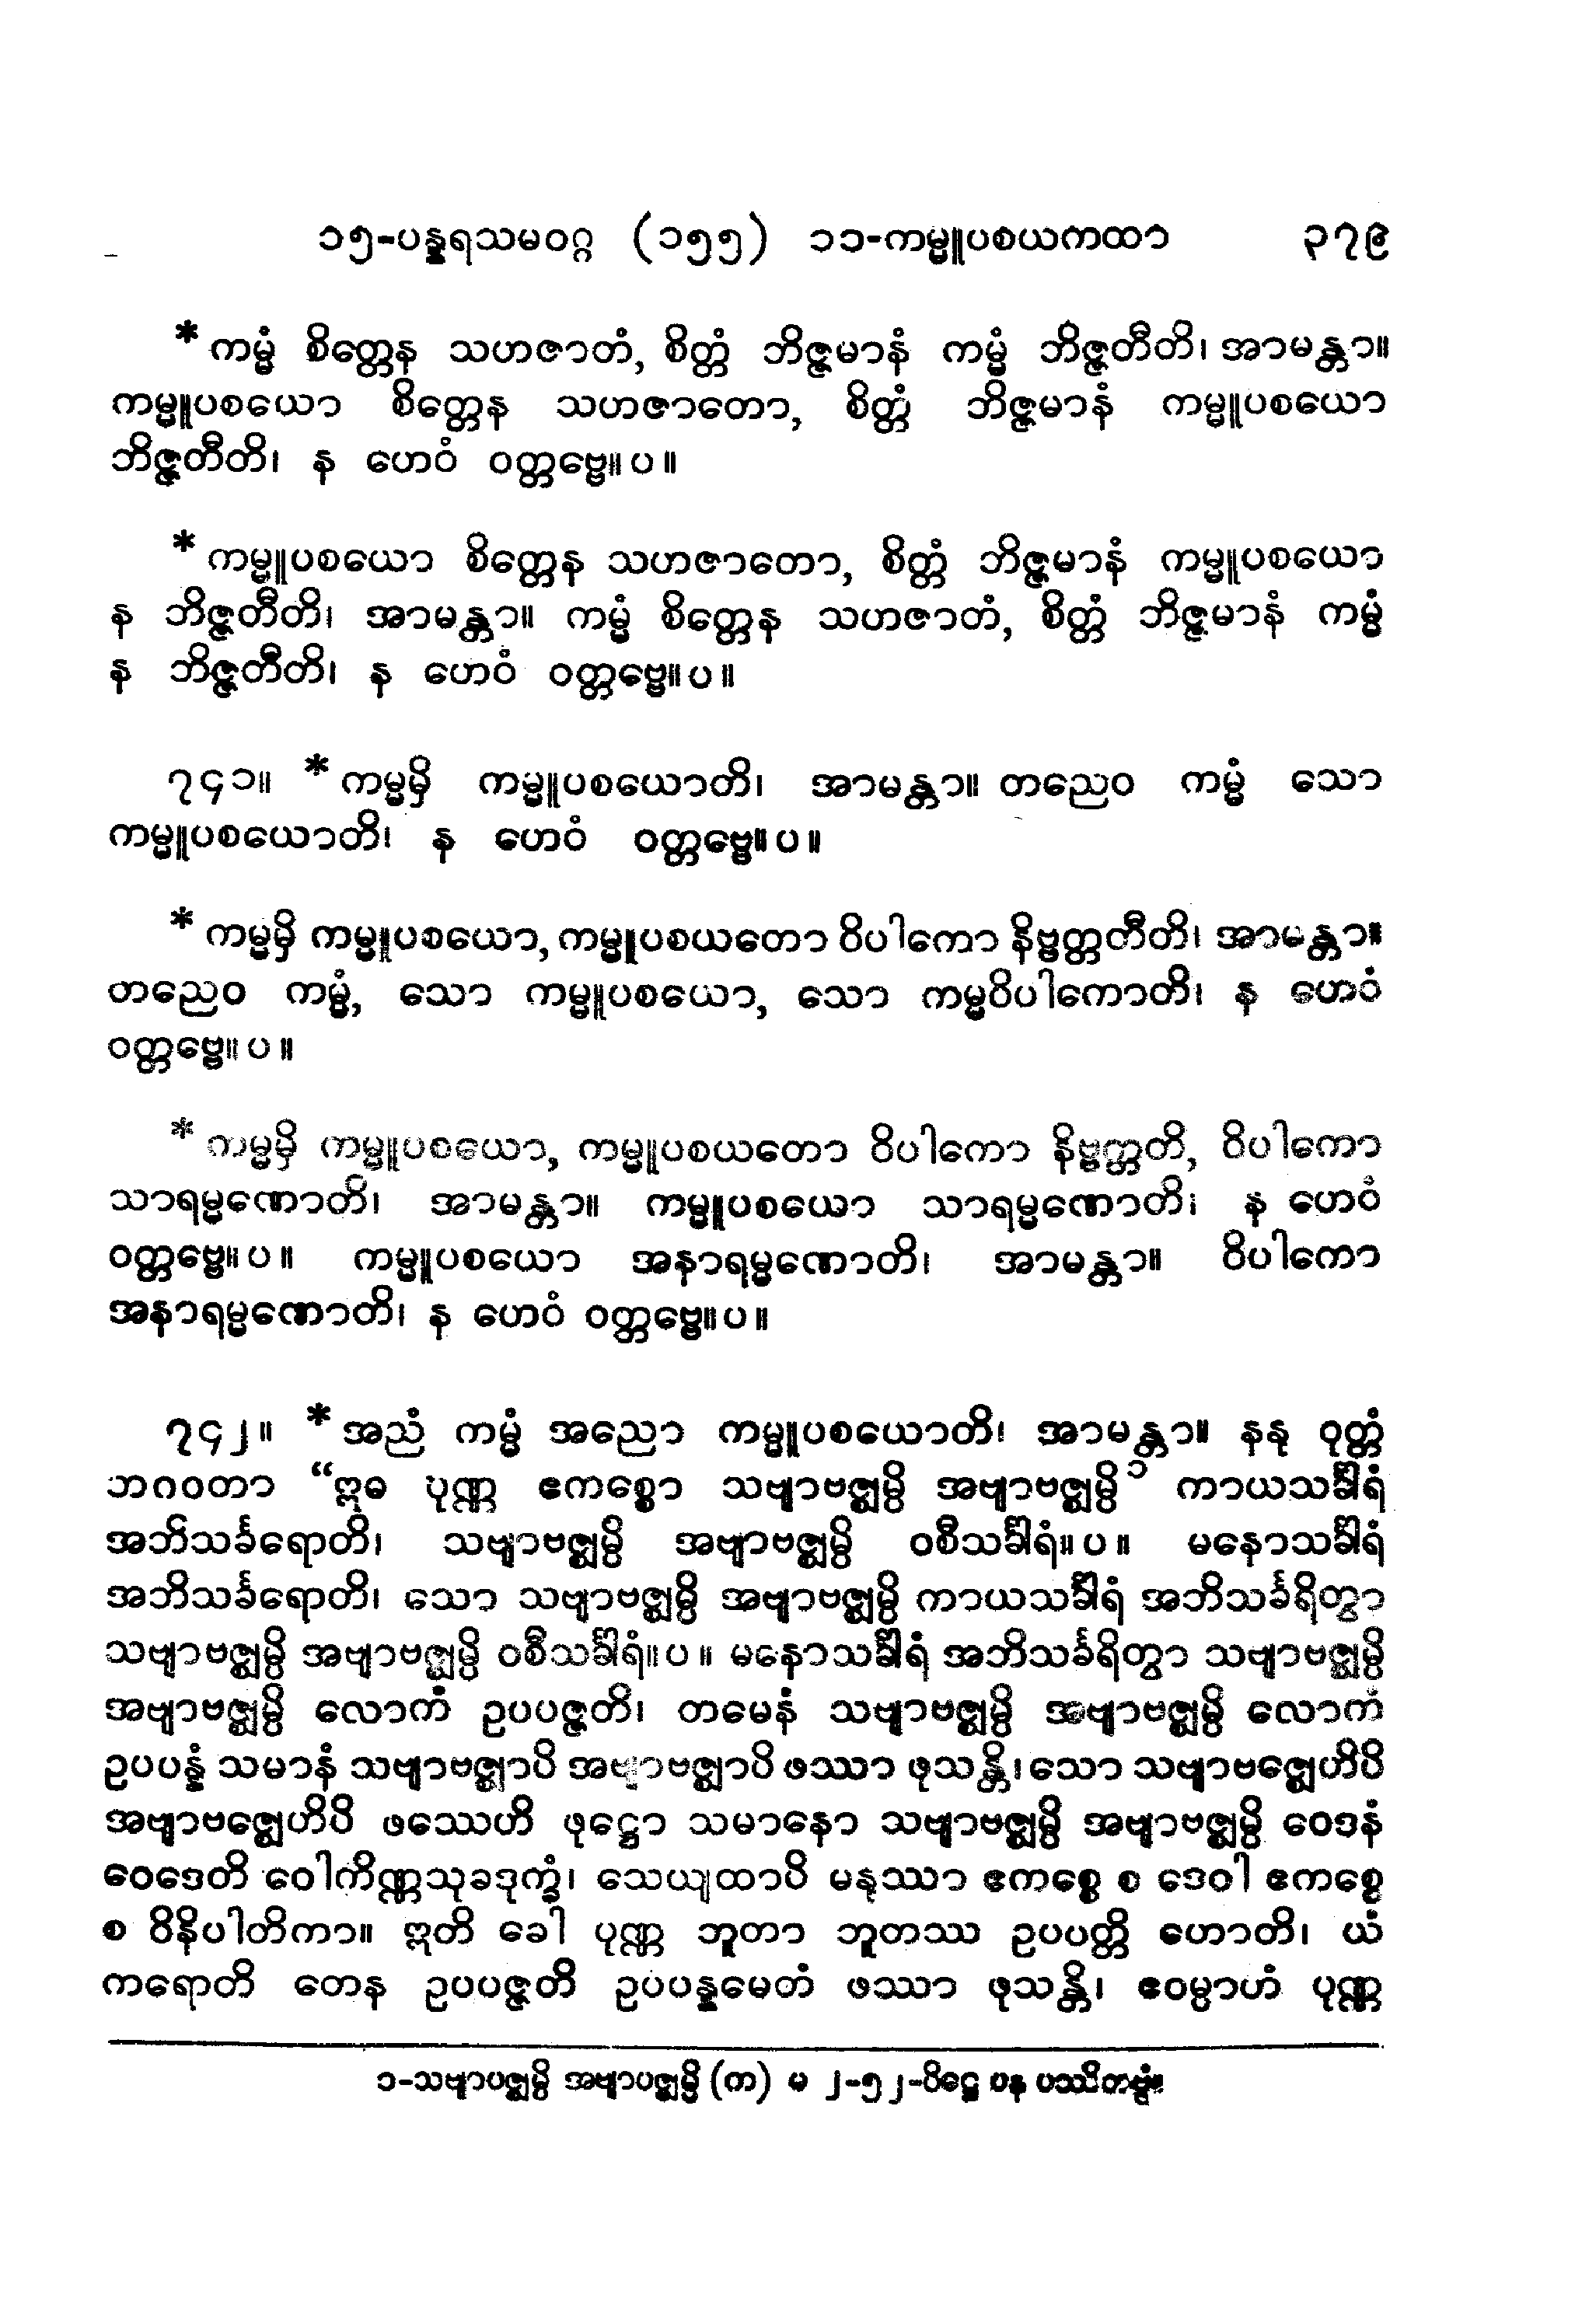 ၁၅-ပန္နရသမဝဂ္ဂ (၁၅၅) ၁၁-ကမ္မူပစယကထာ ၃၇၉
* ကမ္မံ စိတ္တေန သဟဇာတံ, စိတ္တံ ဘိဇ္ဇမာနံ ကမ္မံ ဘိဇ္ဇတီတိ၊ အာမန္တာ။
ကမ္မူပစယော စိတ္တေန သဟဇာတော, စိတ္တံ ဘိဇ္ဇမာနံ ကမ္မူပစယော
ဘိဇ္ဇတီတိ၊ န ဟေဝံ ဝတ္တဗ္ဗေ။ပ။
* ကမ္မူပစယော စိတ္တေန သဟဇာတော, စိတ္တံ ဘိဇ္ဇမာနံ ကမ္မူပစယော
န ဘိဇ္ဇတီတိ၊ အာမန္တာ။ ကမ္မံ စိတ္တေန သဟဇာတံ, စိတ္တံ ဘိဇ္ဇမာနံ ကမ္မံ
န ဘိဇ္ဇတီတိ၊ န ဟေဝံ ဝတ္တဗ္ဗေ။ပ။
၇၄၁။ * ကမ္မမှိ ကမ္မူပစယောတိ၊ အာမန္တာ။ တညေဝ ကမ္မံ သော
ကမ္မူပစယောတိ၊ န ဟေဝံ ဝတ္တဗ္ဗေ။ပ။
* ကမ္မမှိ ကမ္မူပစယော, ကမ္မူပစယတော ဝိပါကော နိဗ္ဗတ္တတီတိ၊ အာမန္တာ။
တညေဝ ကမ္မံ, သော ကမ္မူပစယော, သော ကမ္မဝိပါကောတိ၊ န ဟေဝံ
ဝတ္တဗ္ဗေ။ပ။
* ကမ္မမှိ ကမ္မူပစယော, ကမ္မူပစယတော ဝိပါကော နိဗ္ဗတ္တတိ, ဝိပါကော
သာရမ္မဏောတိ၊ အာမန္တာ။ ကမ္မူပစယော သာရမ္မဏောတိ၊ န ဟေဝံ
ဝတ္တဗ္ဗေ။ပ။ ကမ္မူပစယော အနာရမ္မဏောတိ၊ အာမန္တာ။ ဝိပါကော
အနာရမ္မဏောတိ၊ န ဟေဝံ ဝတ္တဗ္ဗေ။ပ။
၇၄၂။ * အညံ ကမ္မံ အညော ကမ္မူပစယောတိ၊ အာမန္တာ။ နနု ဝုတ္တံ
ဘဂဝတာ “ဣဓ ပုဏ္ဏ ဧကစ္စော သဗျာဗဇ္ဈမ္ပိ အဗျာဗဇ္ဈမ္ပိ ၁ ကာယသင်္ခါရံ
အဘိသင်္ခရောတိ၊ သဗျာဗဇ္ဈမ္ပိ အဗျာဗဇ္ဈမ္ပိ ဝစီသင်္ခါရံ။ပ။ မနောသင်္ခါရံ
အဘိသင်္ခရောတိ၊ သော သဗျာဗဇ္ဈမ္ပိ အဗျာဗဇ္ဈမ္ပိ ကာယသင်္ခါရံ အဘိသင်္ခရိတွာ
သဗျာဗဇ္ဈမ္ပိ အဗျာဗဇ္ဈမ္ပိ ဝစီသင်္ခါရံ။ပ။ မနောသင်္ခါရံ အဘိသင်္ခရိတွာ သဗျာဗဇ္ဈမ္ပိ
အဗျာဗဇ္ဈမ္ပိ လောကံ ဥပပဇ္ဇတိ၊ တမေနံ သဗျာဗဇ္ဈမ္ပိ အဗျာဗဇ္ဈမ္ပိ လောကံ
ဥပပန္နံ သမာနံ သဗျာဗဇ္ဈာပိ အဗျာဗဇ္ဈာပိ ဖဿာ ဖုသန္တိ၊ သော သဗျာဗဇ္ဈေဟိပိ
အဗျာဗဇ္ဈေဟိပိ ဖဿေဟိ ဖုဋ္ဌော သမာနော သဗျာဗဇ္ဈမ္ပိ အဗျာဗဇ္ဈမ္ပိ ဝေဒနံ
ဝေဒေတိ ဝေါကိဏ္ဏသုခဒုက္ခံ၊ သေယျထာပိ မနုဿာ ဧကစ္စေ စ ဒေဝါ ဧကစ္စေ
စ ဝိနိပါတိကာ။ ဣတိ ခေါ ပုဏ္ဏ ဘူတာ ဘူတဿ ဥပပတ္တိ ဟောတိ၊ ယံ
ကရောတိ တေန ဥပပဇ္ဇတိ ဥပပန္နမေတံ ဖဿာ ဖုသန္တိ၊ ဧဝမ္ပာဟံ ပုဏ္ဏ
၁-သဗျာပဇ္ဈမ္ပိ အဗျာပဇ္ဈမ္ပိ (က) မ ၂-၅၂-ပိဋ္ဌေ ပန ပဿိတဗ္ဗံ။